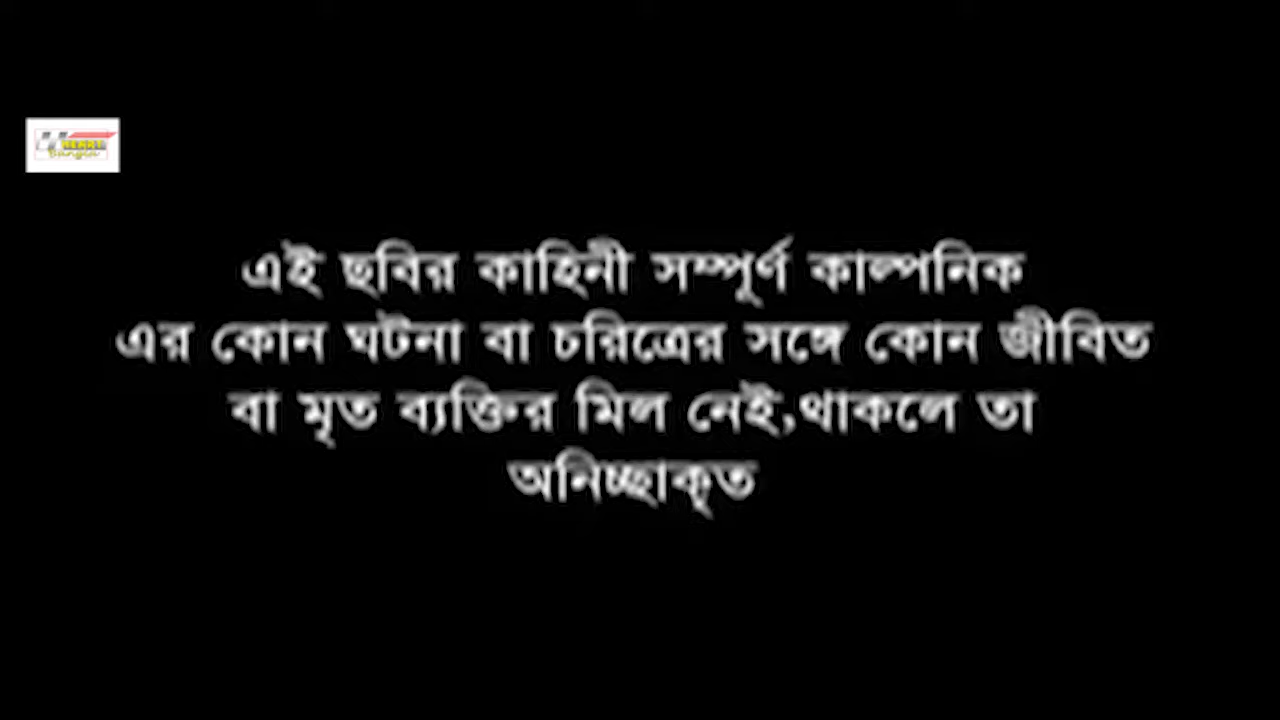 এই ছবির কাহিনী সম্পূর্ণ কাল্পনিক
এর কোন ঘটনা বা চরিত্রের সঙ্গে কোন জীবিত
বা মৃত ব্যক্তির মিল নেই,থাকলে তা
অনিচ্ছাকৃত